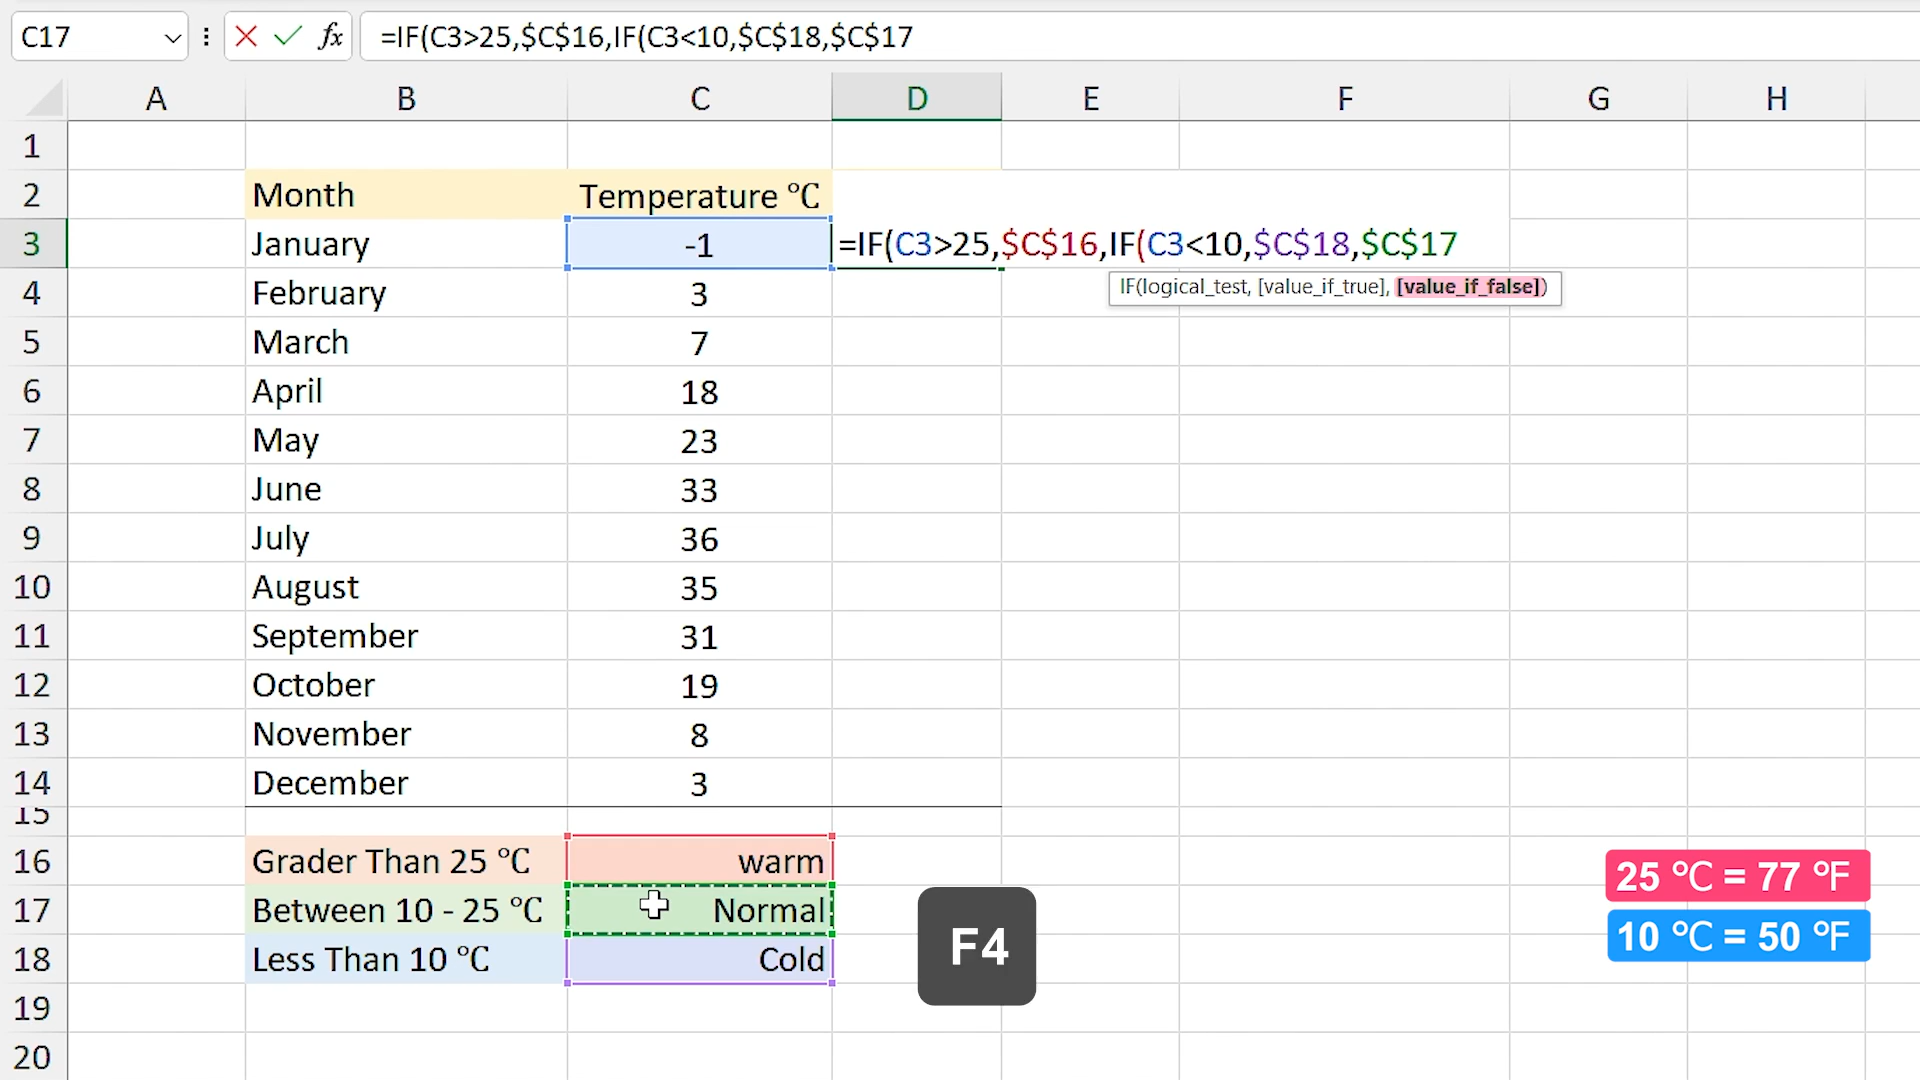 C17 fx =IF(C3>25,$C$16,IF(C3<10,$C$18,$C$17
A B C D E F G H
1
2 Month Temperature °C
3 January -1 =IF(C3>25,$C$16,IF(C3<10,$C$18,$C$17
IF(logical_test, [value_if_true], [value_if_false])
4 February 3
5 March 7
6 April 18
7 May 23
8 June 33
9 July 36
10 August 35
11 September 31
12 October 19
13 November 8
14 December 3
15
16 Grader Than 25 °C warm
25 °C = 77 °F
17 Between 10 - 25 °C Normal
F4
10 °C = 50 °F
18 Less Than 10 °C Cold
19
20